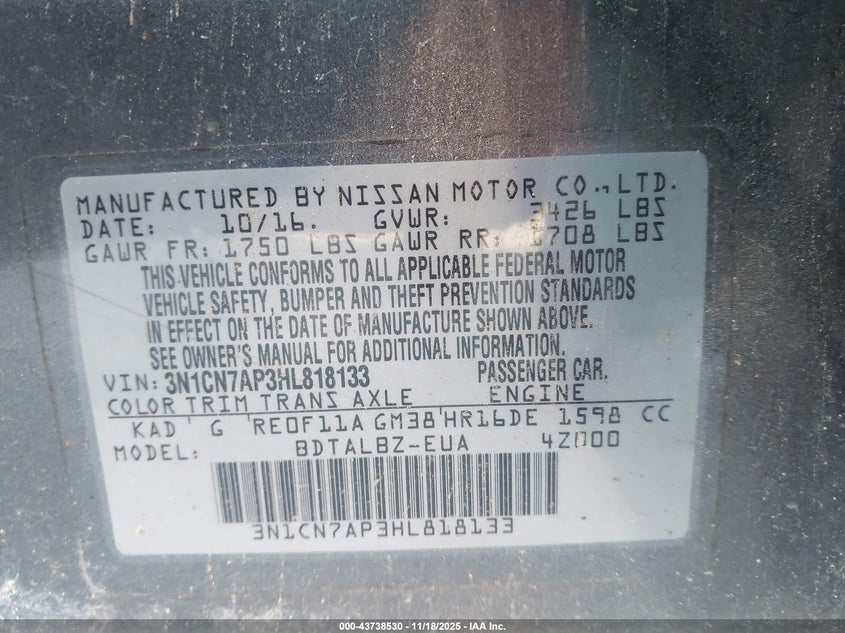 MANUFACTURED BY NISSAN MOTOR CO., LTD.
DATE: 10/16. GVWR: 3426 LBS
GAWR FR: 1750 LBS GAWR RR: 1708 LBS
THIS VEHICLE CONFORMS TO ALL APPLICABLE FEDERAL MOTOR
VEHICLE SAFETY, BUMPER AND THEFT PREVENTION STANDARDS
IN EFFECT ON THE DATE OF MANUFACTURE SHOWN ABOVE.
SEE OWNER'S MANUAL FOR ADDITIONAL INFORMATION.
VIN: 3N1CN7AP3HL818133 PASSENGER CAR.
COLOR TRIM TRANS AXLE ENGINE
KAD G RE0F11A GM38 HR16DE 1598 CC
MODEL: BDTALBZ-EUA 4Z000
3N1CN7AP3HL818133
000-43738530 - 11/18/2025 - IAA Inc.